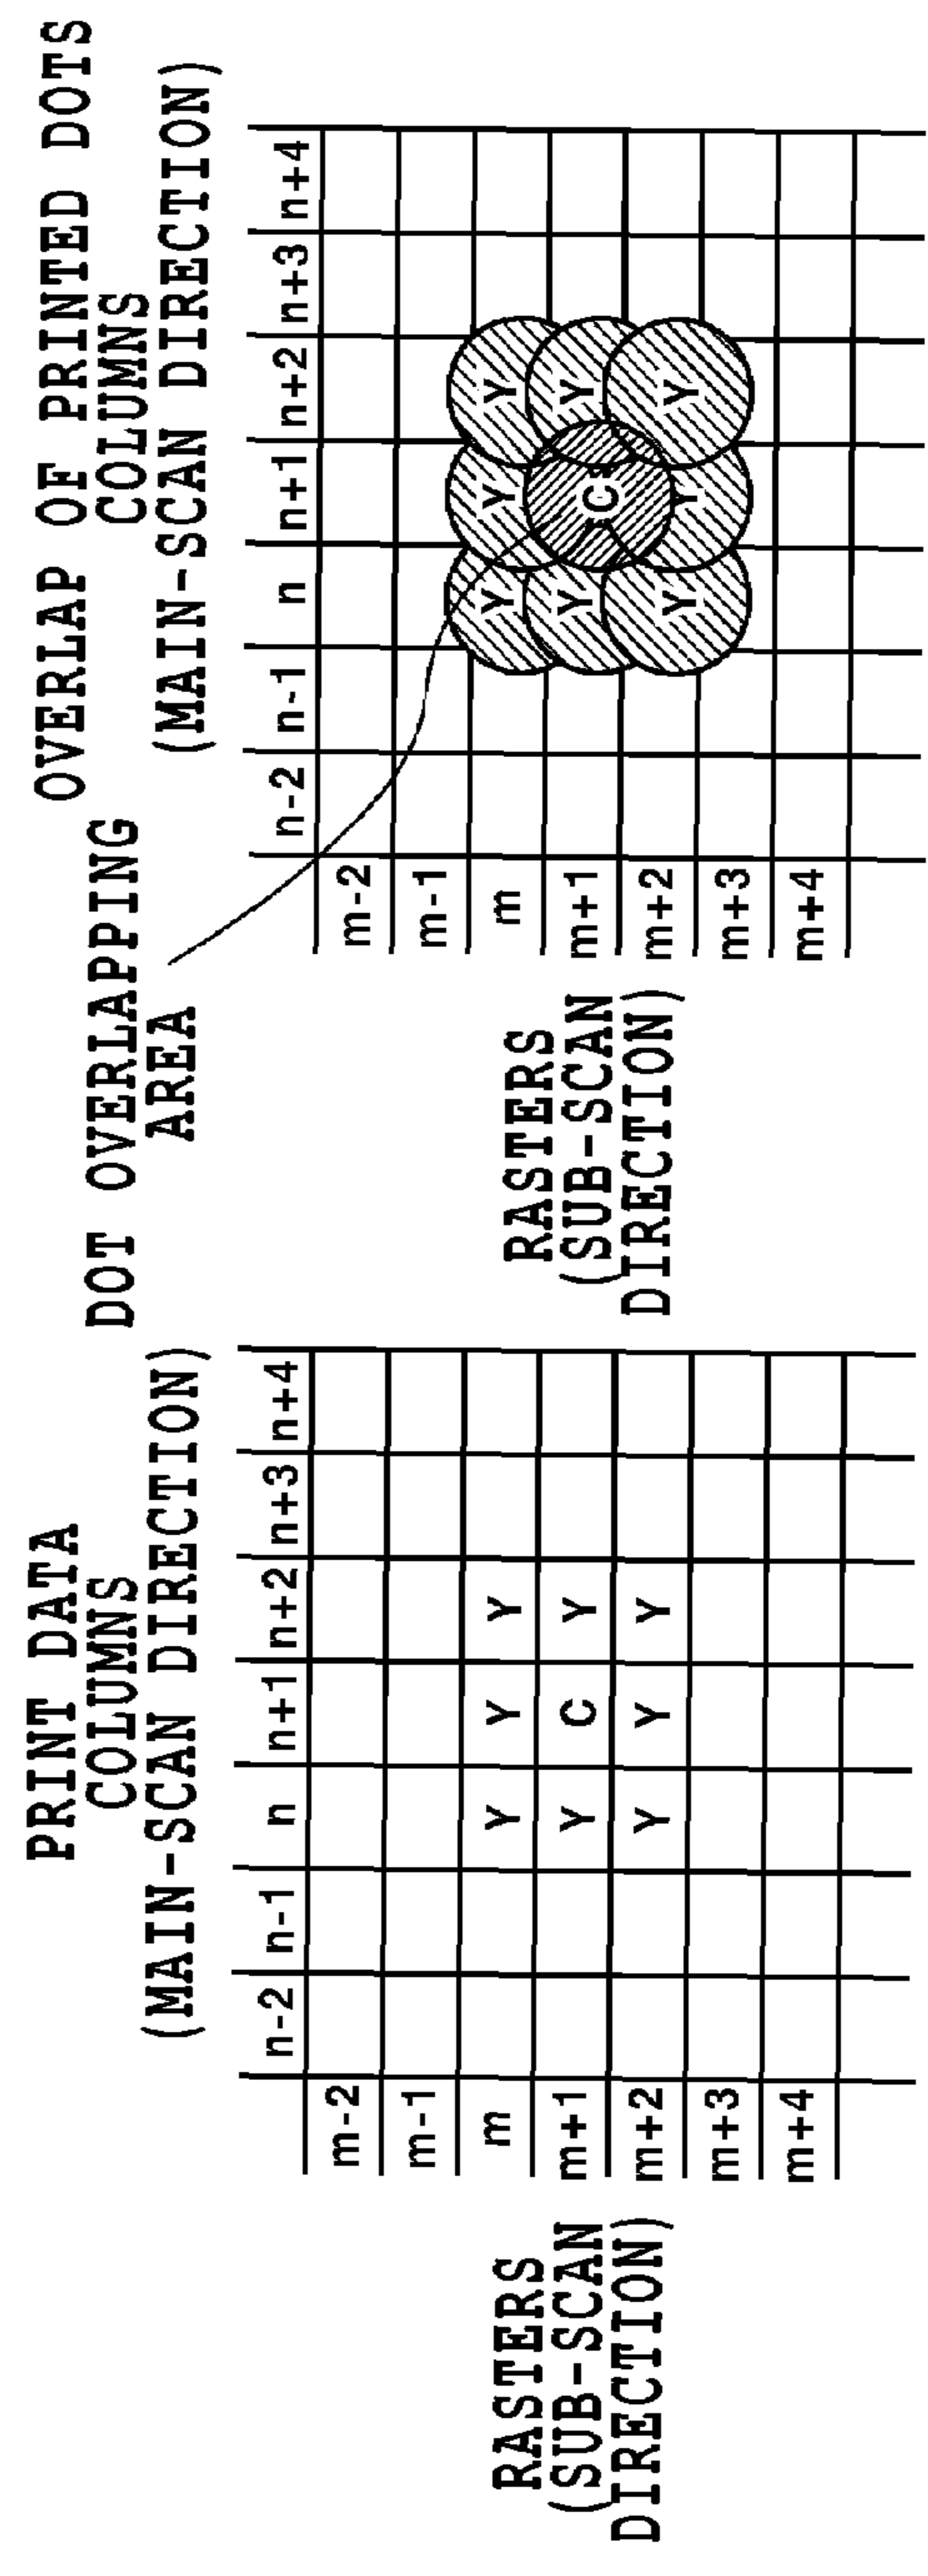 PRINT DATA
COLUMNS
(MAIN-SCAN DIRECTION)
n-2 n-1 n n+1 n+2 n+3 n+4
RASTERS
(SUB-SCAN
DIRECTION)
m-2
m-1
m Y Y Y
m+1 Y C Y
m+2 Y Y Y
m+3
m+4
DOT OVERLAPPING
AREA
OVERLAP OF PRINTED DOTS
COLUMNS
(MAIN-SCAN DIRECTION)
n-2 n-1 n n+1 n+2 n+3 n+4
RASTERS
(SUB-SCAN
DIRECTION)
m-2
m-1
m Y Y Y
m+1 Y C Y
m+2 Y Y Y
m+3
m+4